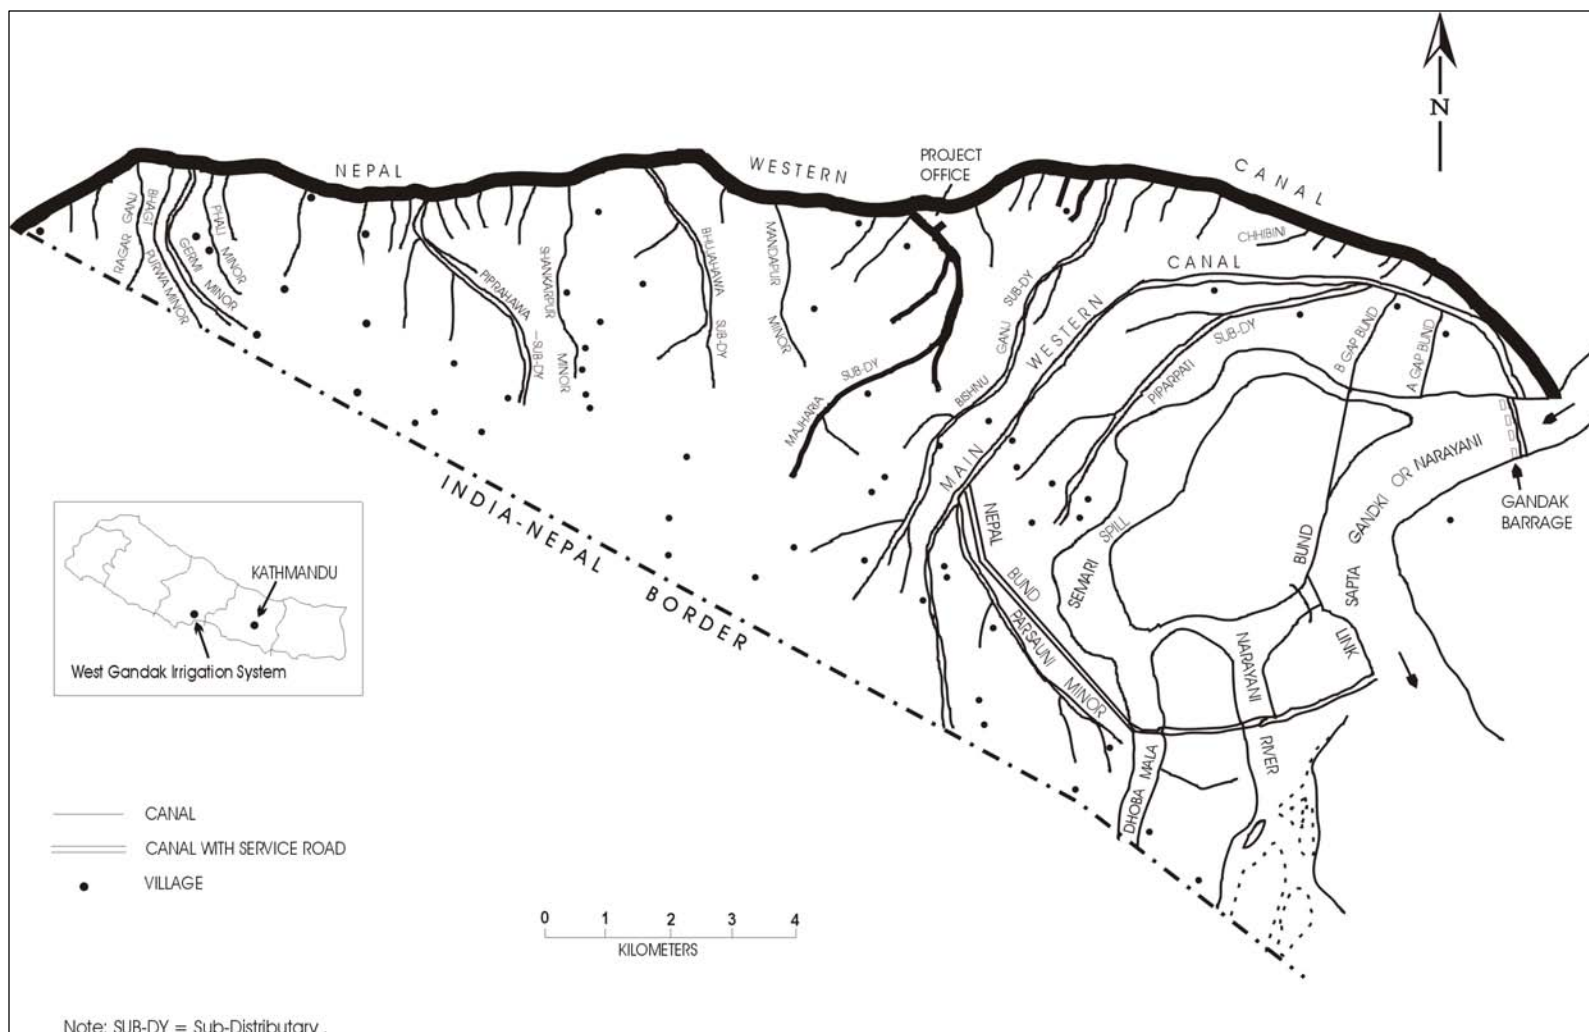 N
NEPAL
WESTERN
CANAL
PROJECT
OFFICE
CHHIBINI
RAGAR GANJ
BHAGT
PURWA MINOR
GERMI MINOR
PHALI MINOR
PIPRAHAWA
—SUB-DY
SHANKARPUR
MINOR
BHUJAHAWA
SUB-DY
MANDAPUR
MINOR
MAJHARIA SUB-DY
BISHNU GANJ SUB-DY
MAIN WESTERN CANAL
PIPARPATI SUB-DY
B GAP BUND
A GAP BUND
BUND
SAPTA GANDKI OR NARAYANI
GANDAK
BARRAGE
NEPAL
BUND
PARSAUNI
MINOR
SEMARI SPILL
LINK
NARAYANI
RIVER
DHOBA MALA
INDIA-NEPAL BORDER
KATHMANDU
West Gandak Irrigation System
CANAL
CANAL WITH SERVICE ROAD
VILLAGE
0 1 2 3 4
KILOMETERS
Note: SUB-DY = Sub-Distributary .